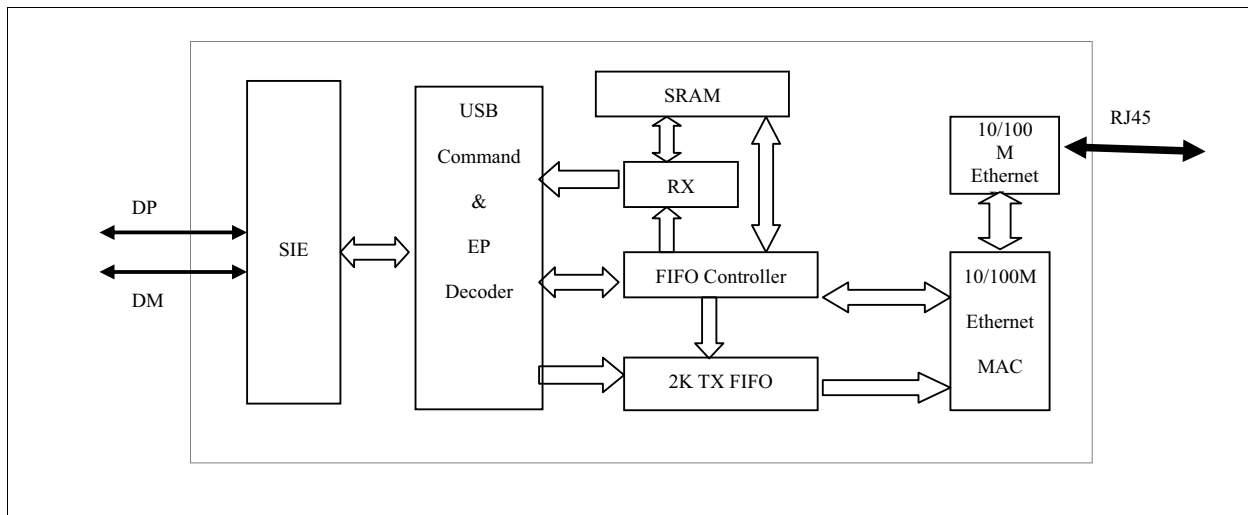 DP
DM
SIE
USB
Command
&
EP
Decoder
SRAM
RX
FIFO Controller
2K TX FIFO
10/100
M
Ethernet
10/100M
Ethernet
MAC
RJ45